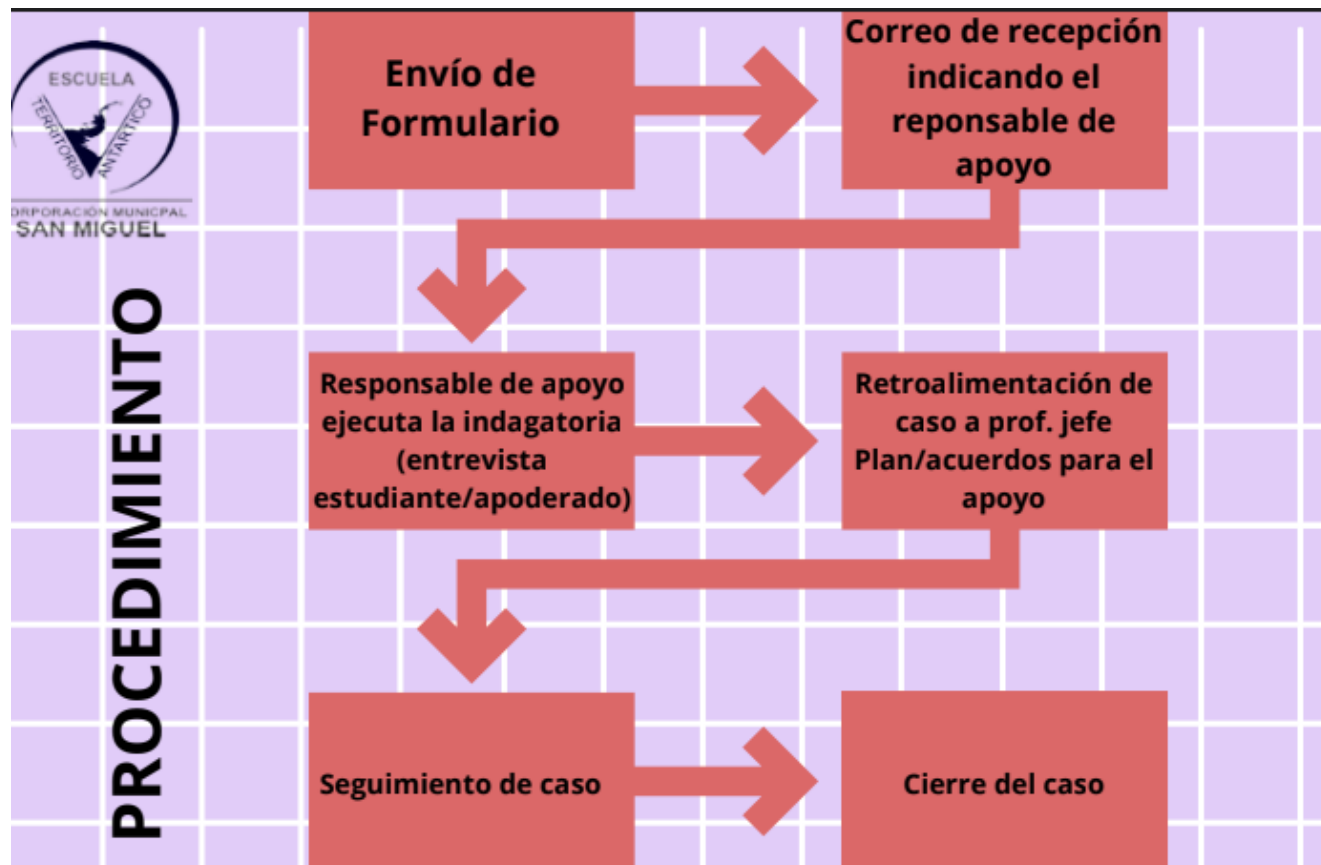 ESCUELA
TERRITORIO ANTÁRTICO
ORPORACIÓN MUNICPAL
SAN MIGUEL
PROCEDIMIENTO
Envío de
Formulario
Correo de recepción
indicando el
reponsable de
apoyo
Responsable de apoyo
ejecuta la indagatoria
(entrevista
estudiante/apoderado)
Retroalimentación de
caso a prof. jefe
Plan/acuerdos para el
apoyo
Seguimiento de caso
Cierre del caso